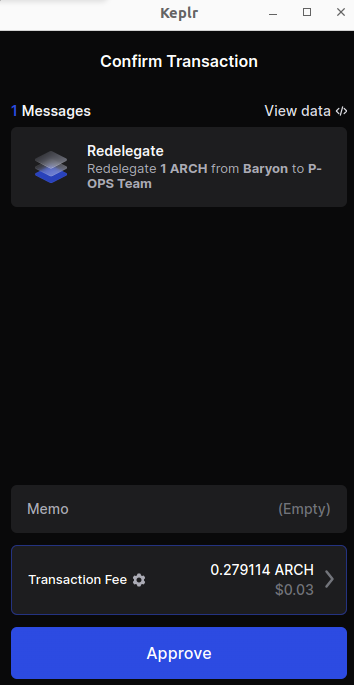 Keplr
Confirm Transaction
1 Messages
View data </>
Redelegate
Redelegate 1 ARCH from Baryon to P-
OPS Team
Memo
(Empty)
Transaction Fee
0.279114 ARCH
$0.03
Approve